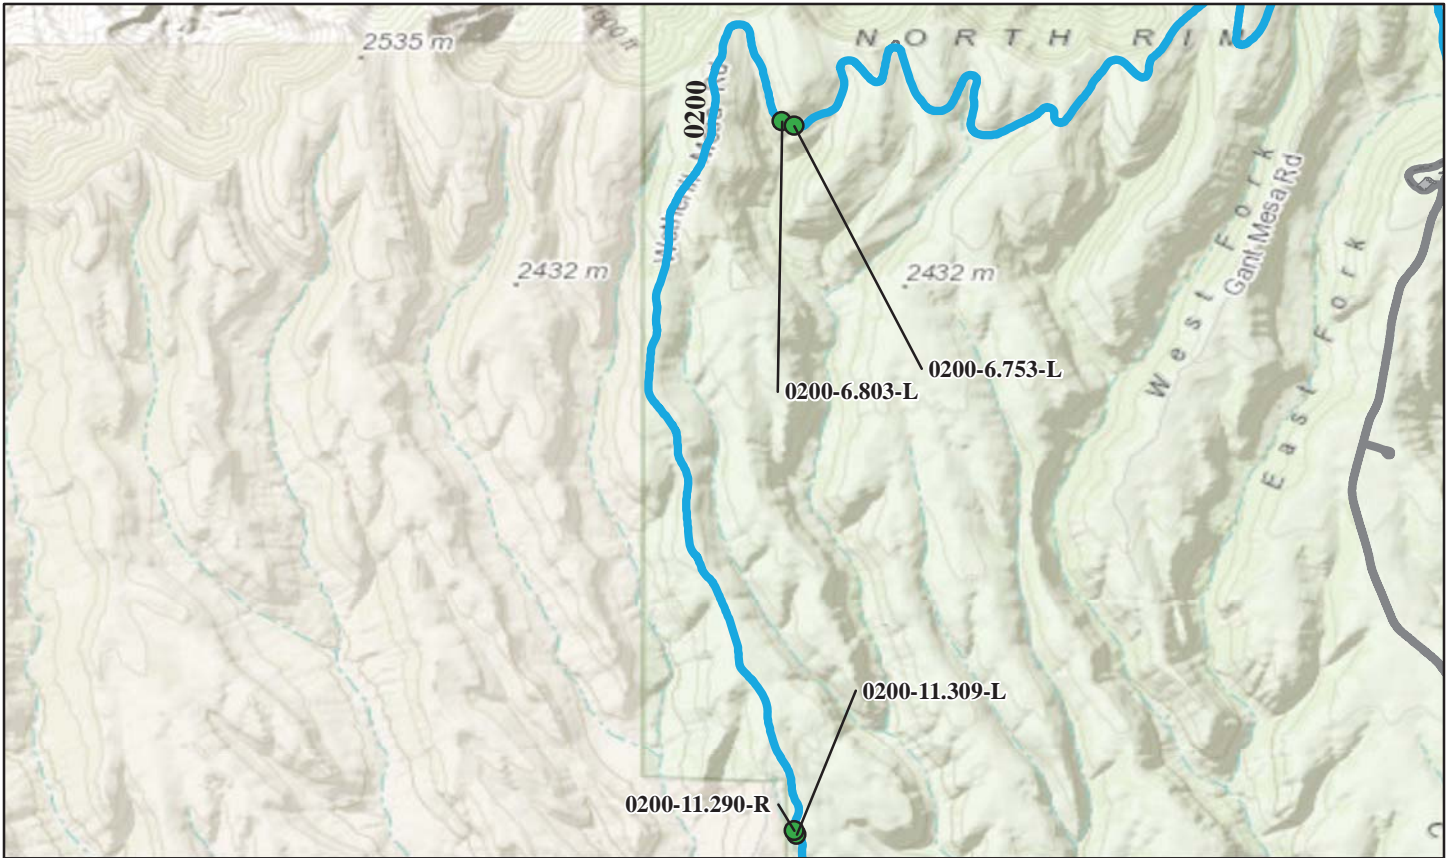 2535 m
NORTH RIM
0200
2432 m
2432 m
West Fork
Gant Mesa Rd
East Fork
0200-6.753-L
0200-6.803-L
0200-11.309-L
0200-11.290-R